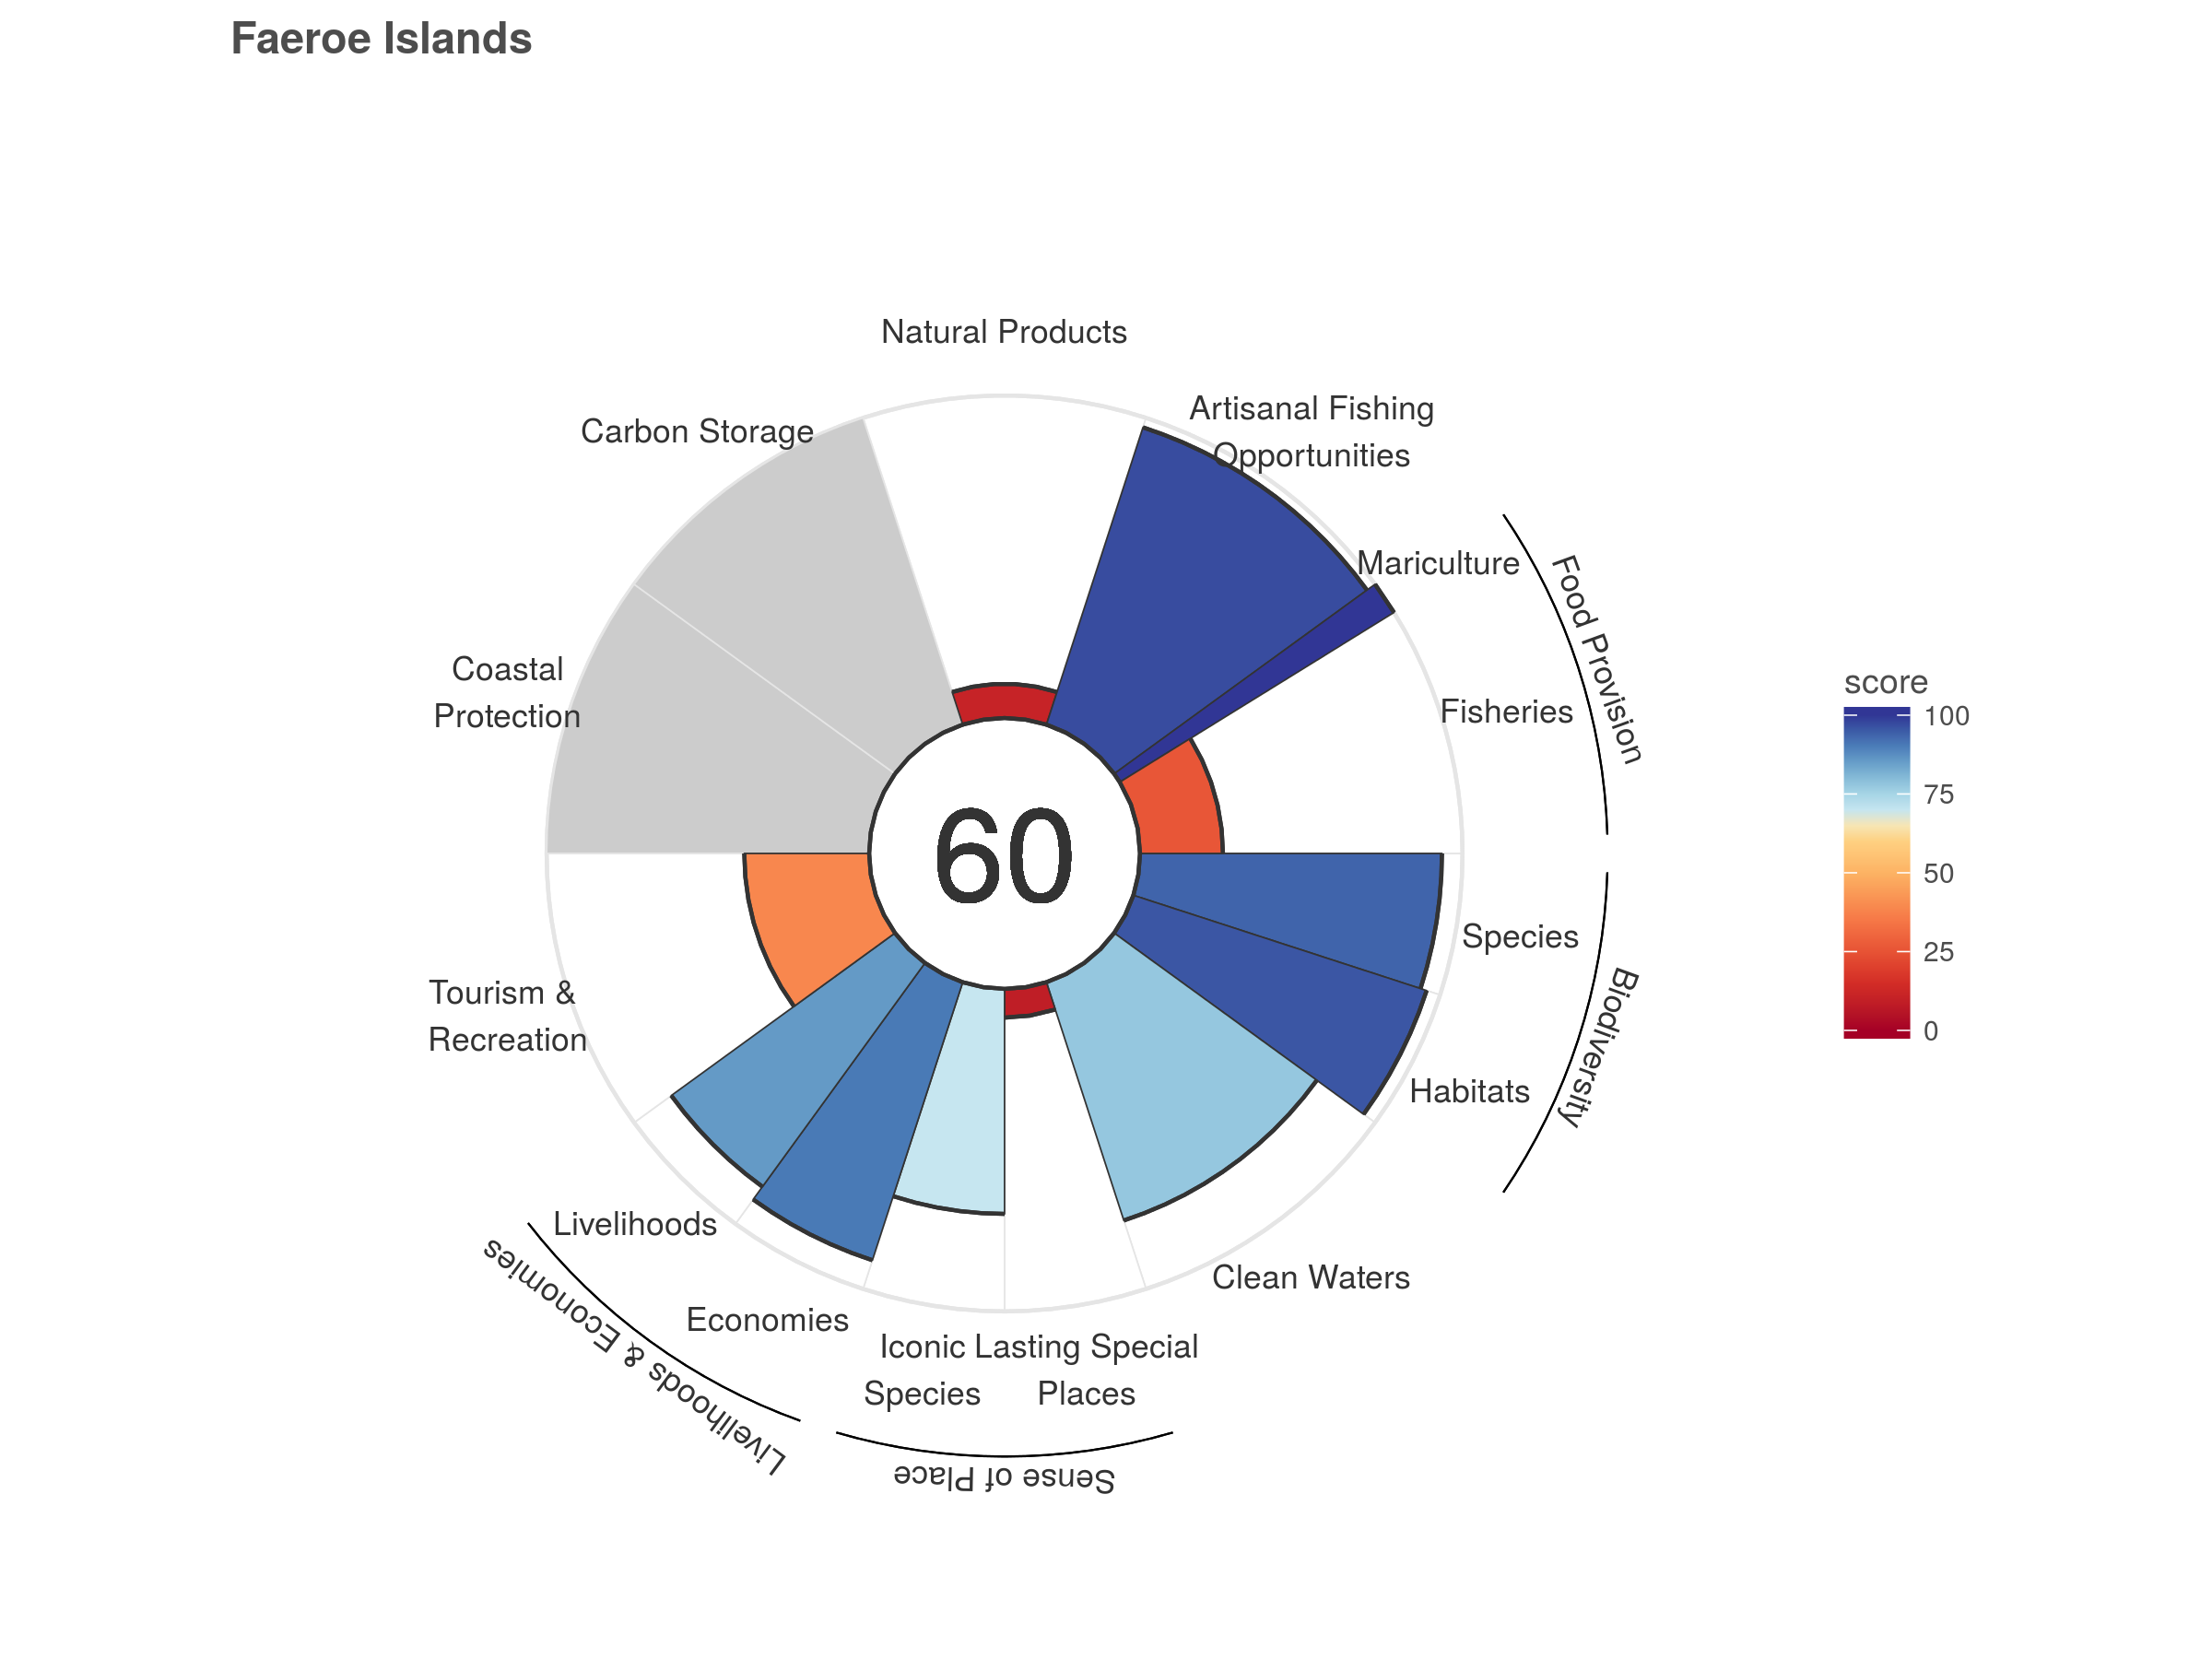 Faeroe Islands
Natural Products
Artisanal Fishing
Opportunities
Carbon Storage
Mariculture
Food Provision
Coastal
Protection
Fisheries
score
100
75
50
25
0
60
Species
Biodiversity
Tourism &
Recreation
Habitats
Livelihoods
Clean Waters
Economies
Livelihoods & Economies
Iconic
Species
Lasting Special
Places
Sense of Place